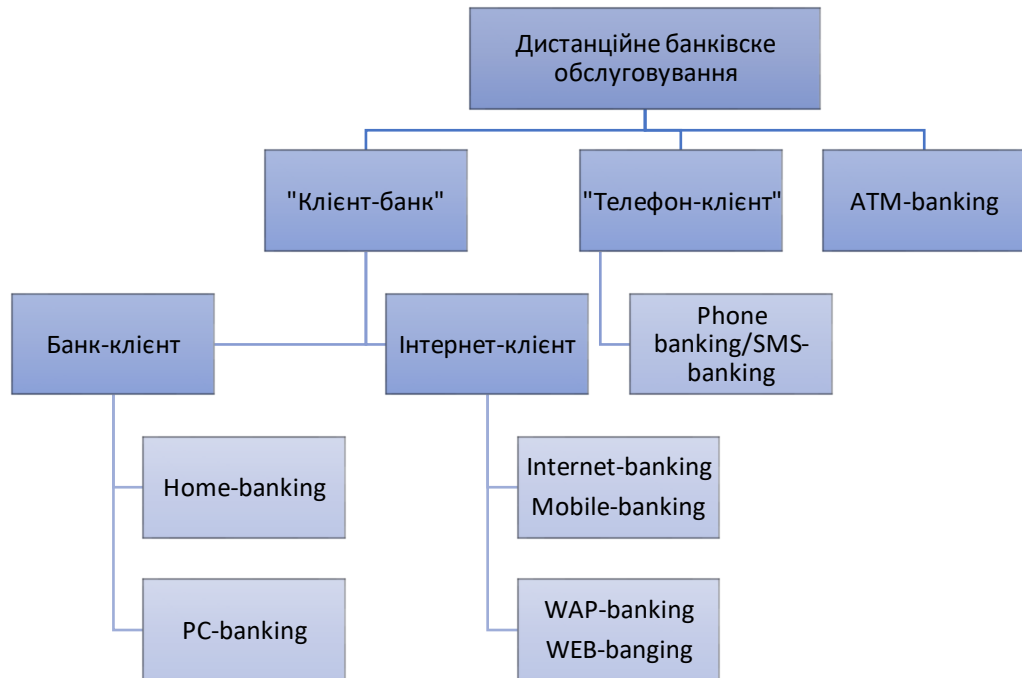 Дистанційне банківске
обслуговування
"Клієнт-банк"
"Телефон-клієнт"
ATM-banking
Банк-клієнт
Інтернет-клієнт
Phone
banking/SMS-
banking
Home-banking
Internet-banking
Mobile-banking
PC-banking
WAP-banking
WEB-banging